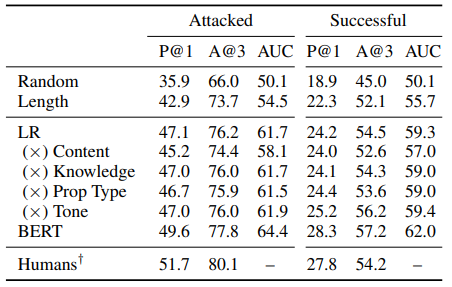 Attacked Successful
P@1 A@3 AUC P@1 A@3 AUC
Random 35.9 66.0 50.1 18.9 45.0 50.1
Length 42.9 73.7 54.5 22.3 52.1 55.7
LR 47.1 76.2 61.7 24.2 54.5 59.3
(×) Content 45.2 74.4 58.1 24.0 52.6 57.0
(×) Knowledge 47.0 76.0 61.7 24.1 54.3 59.0
(×) Prop Type 46.7 75.9 61.5 24.4 53.6 59.0
(×) Tone 47.0 76.0 61.9 25.2 56.2 59.4
BERT 49.6 77.8 64.4 28.3 57.2 62.0
Humans† 51.7 80.1 – 27.8 54.2 –